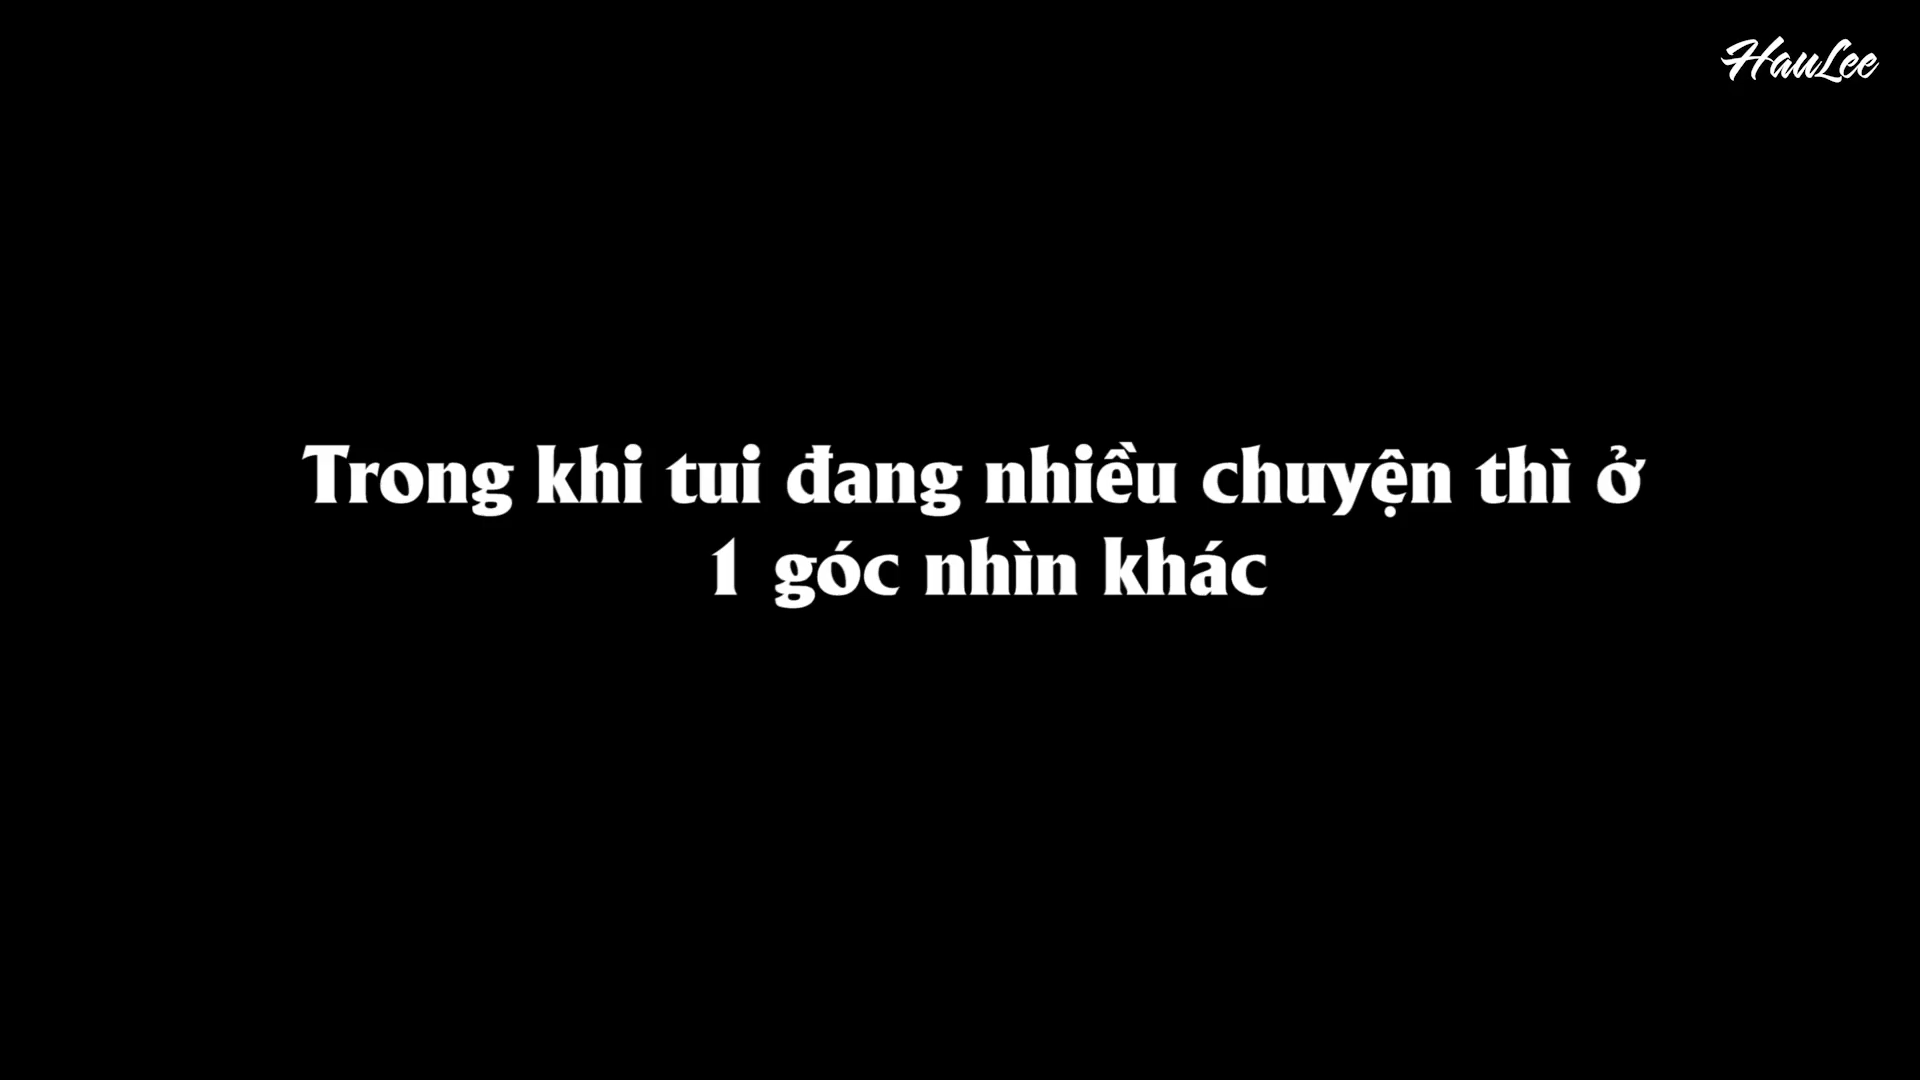 HauLee
Trong khi tui đang nhiều chuyện thì ở
1 góc nhìn khác